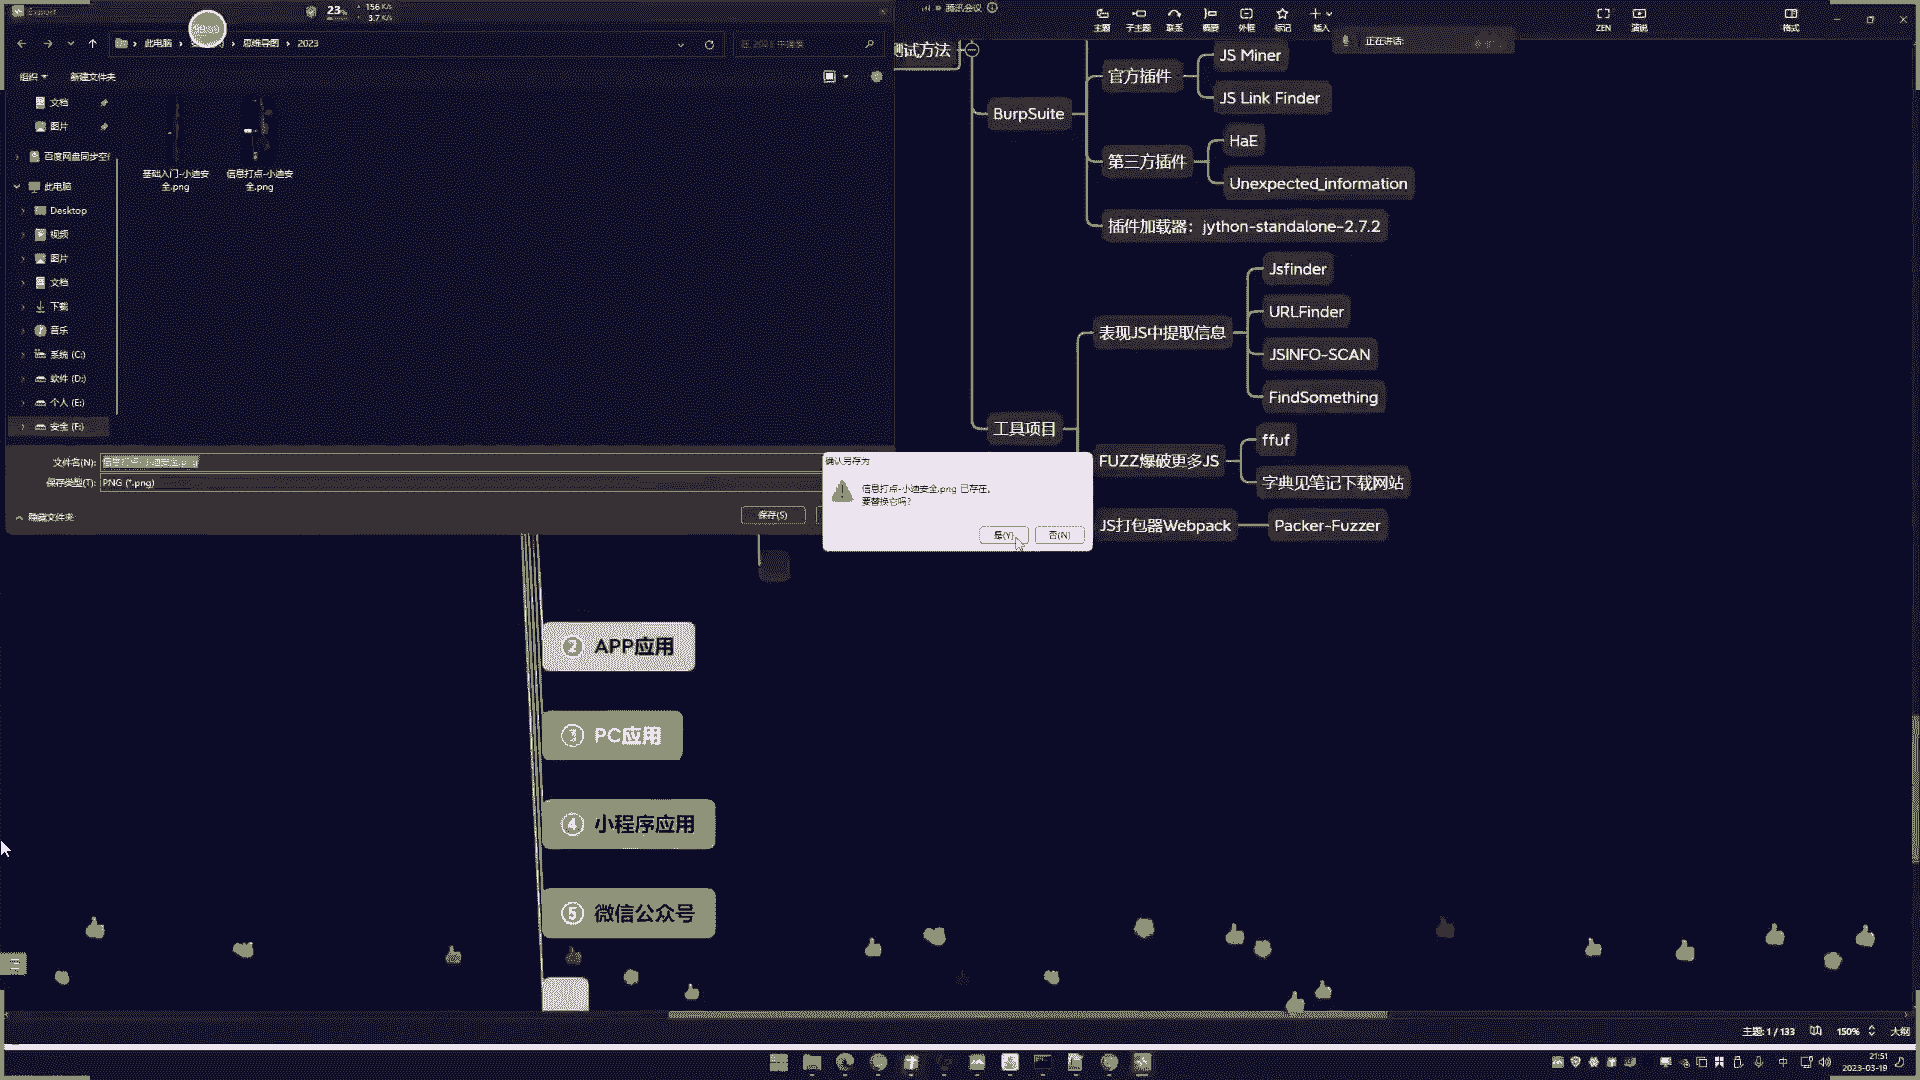 Export
23%
156 K/s
3.7 K/s
腾讯会议
此电脑
思维导图
2023
组织
新建文件夹
文档
图片
百度网盘同步空
此电脑
Desktop
视频
图片
文档
下载
音乐
系统 (C:)
软件 (D:)
个人 (E:)
安全 (F:)
基础入门-小迪安
全.png
信息打点-小迪安
全.png
文件名(N):
信息打点-小迪安全.png
保存类型(T):
PNG (*.png)
隐藏文件夹
保存(S)
确认另存为
信息打点-小迪安全.png 已存在。
要替换它吗?
是(Y)
否(N)
主题
子主题
联系
概要
外框
标记
插入
正在讲话:
ZEN
演说
格式
测试方法
BurpSuite
官方插件
JS Miner
JS Link Finder
第三方插件
HaE
Unexpected_information
插件加载器：jython-standalone-2.7.2
工具项目
表现JS中提取信息
Jsfinder
URLFinder
JSINFO-SCAN
FindSomething
FUZZ爆破更多JS
ffuf
字典见笔记下载网站
JS打包器Webpack
Packer-Fuzzer
② APP应用
③ PC应用
④ 小程序应用
⑤ 微信公众号
主题: 1 / 133
150%
大纲
中
21:51
2023-03-19